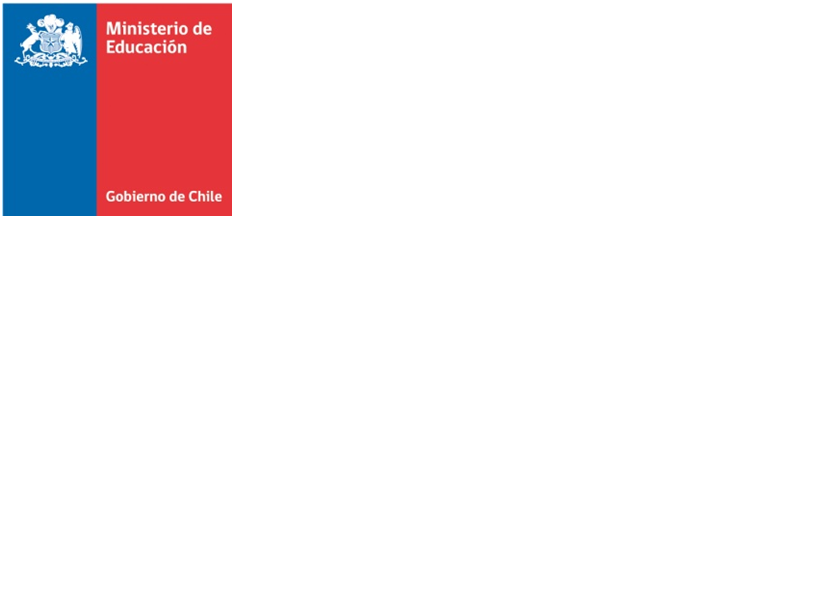 Ministerio de
Educación
Gobierno de Chile